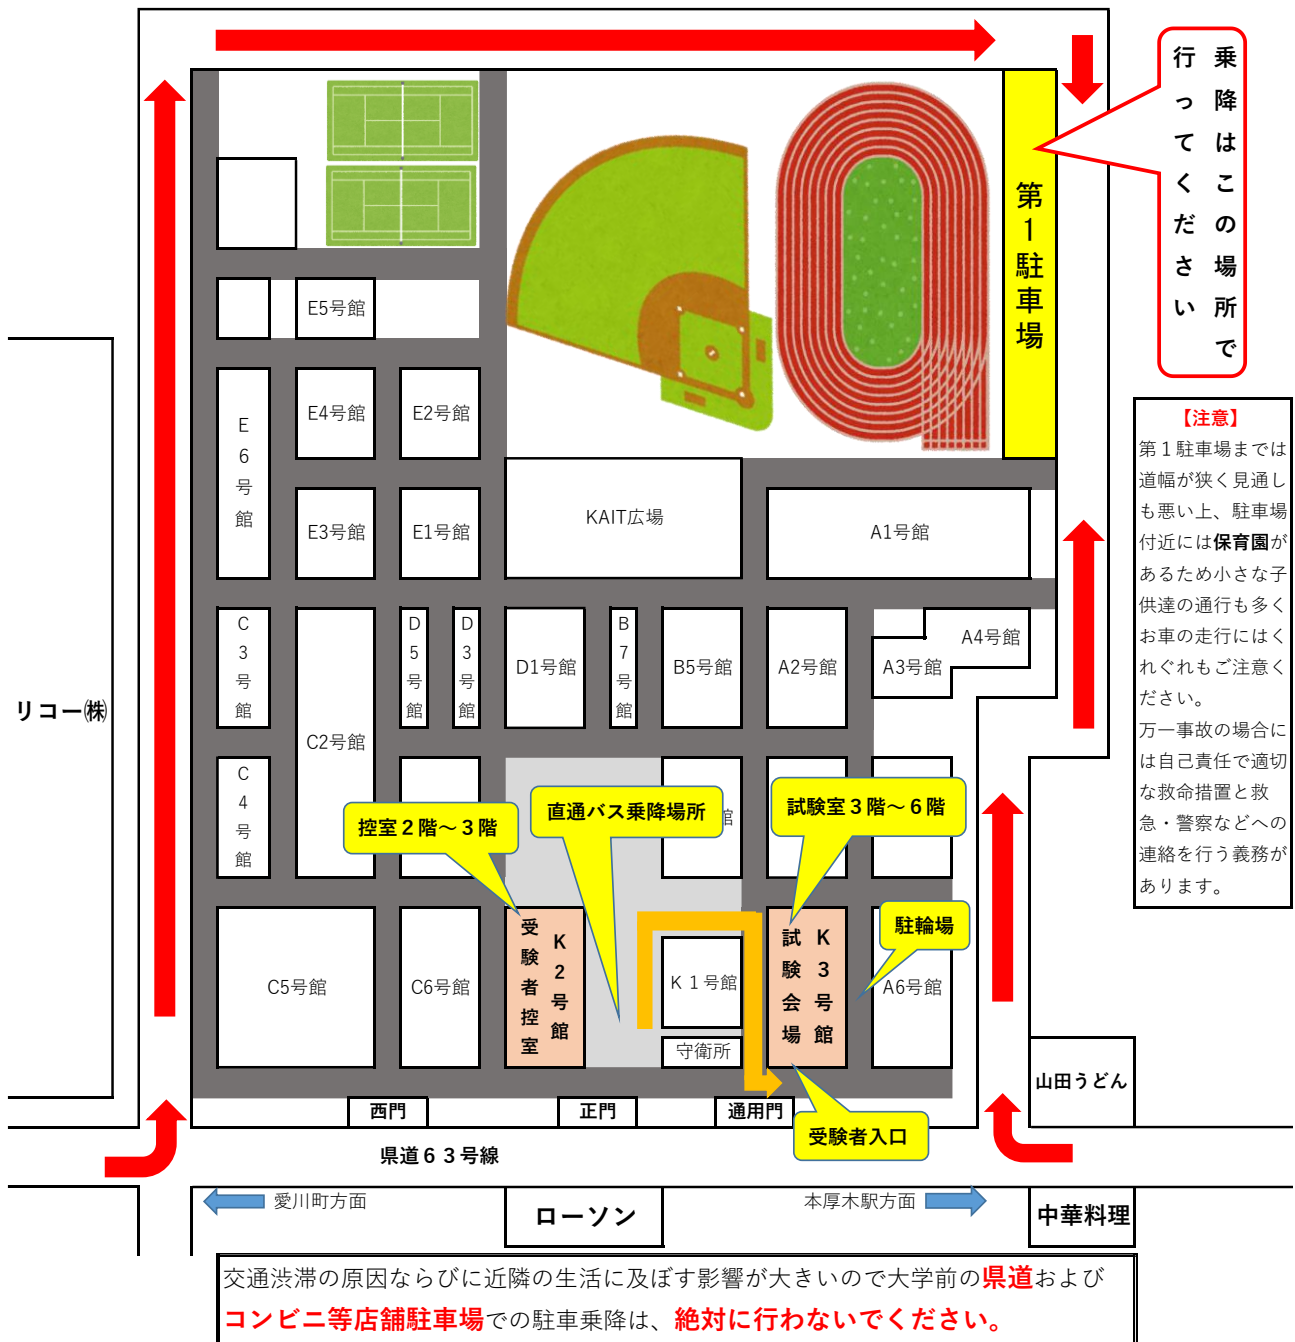 乗降はこの場所で
行ってください
第1駐車場
【注意】
第１駐車場までは
道幅が狭く見通し
も悪い上、駐車場
付近には保育園が
あるため小さな子
供達の通行も多く
お車の走行にはく
れぐれもご注意く
ださい。
万一事故の場合に
は自己責任で適切
な救命措置と救
急・警察などへの
連絡を行う義務が
あります。
E5号館
E6号館
E4号館
E2号館
E3号館
E1号館
KAIT広場
A1号館
C3号館
C2号館
D5号館
D3号館
D1号館
B7号館
B5号館
A2号館
A3号館
A4号館
リコー㈱
C4号館
控室２階～３階
直通バス乗降場所
館
試験室３階～６階
駐輪場
C5号館
C6号館
K2号館
受験者控室
K１号館
守衛所
K3号館
試験会場
A6号館
山田うどん
西門
正門
通用門
受験者入口
県道６３号線
愛川町方面
ローソン
本厚木駅方面
中華料理
交通渋滞の原因ならびに近隣の生活に及ぼす影響が大きいので大学前の県道および
コンビニ等店舗駐車場での駐車乗降は、絶対に行わないでください。